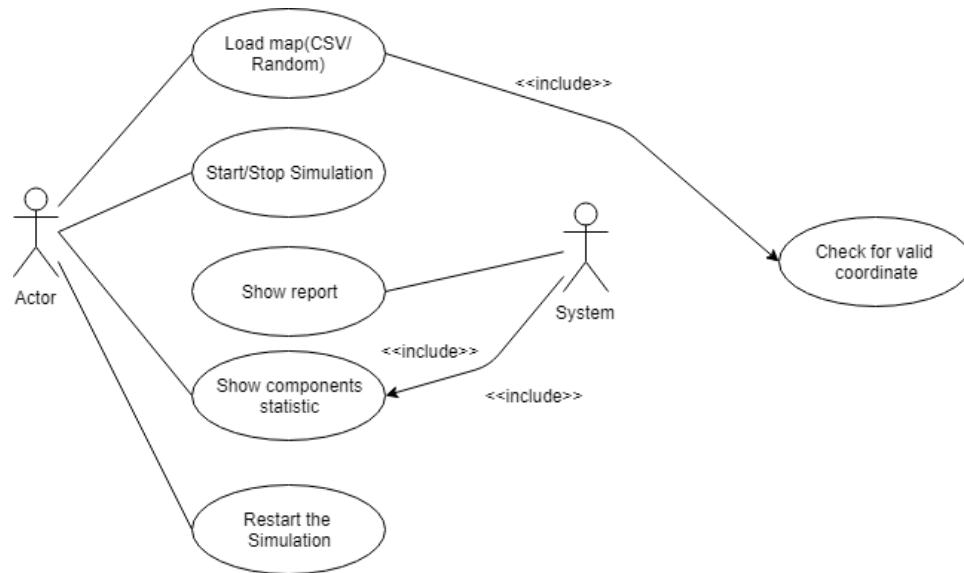 Load map(CSV/
Random)
<<include>>
Start/Stop Simulation
Check for valid
coordinate
Show report
Actor
System
<<include>>
Show components
statistic
<<include>>
Restart the
Simulation